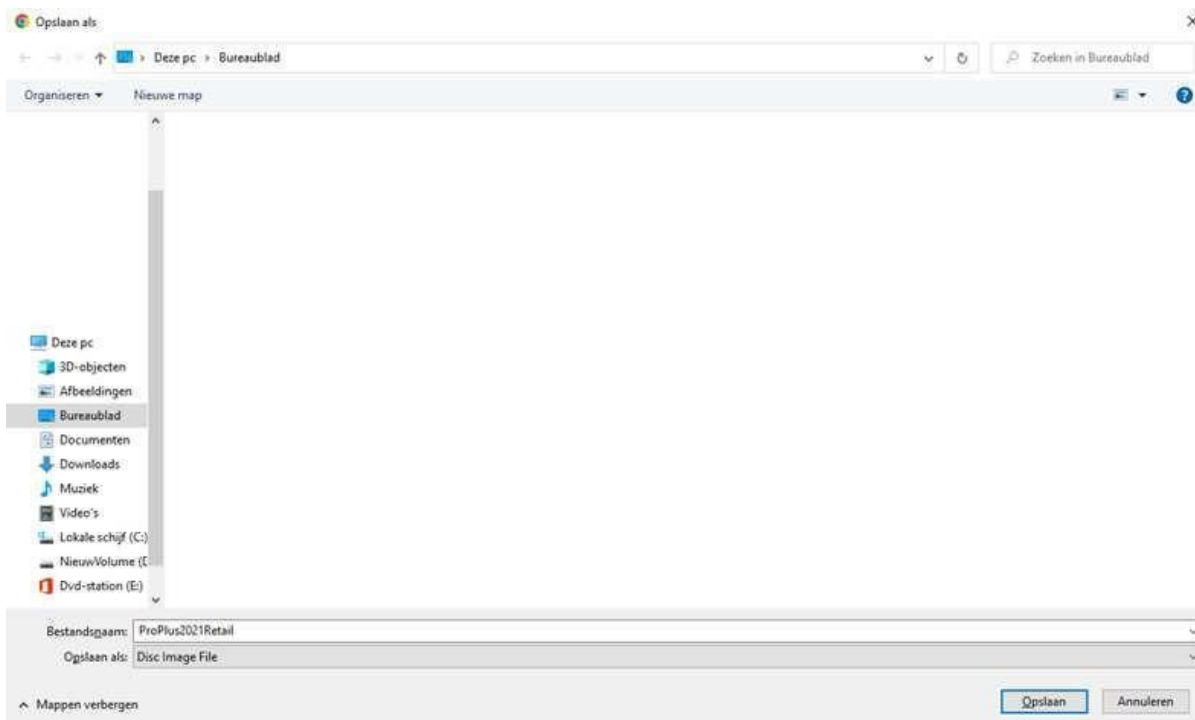 Opslaan als
Deze pc › Bureaublad
Zoeken in Bureaublad
Organiseren
Nieuwe map
Deze pc
3D-objecten
Afbeeldingen
Bureaublad
Documenten
Downloads
Muziek
Video's
Lokale schijf (C:)
NieuwVolume (D
Dvd-station (E:)
Bestandsnaam: ProPlus2021Retail
Opslaan als: Disc Image File
Mappen verbergen
Opslaan
Annuleren